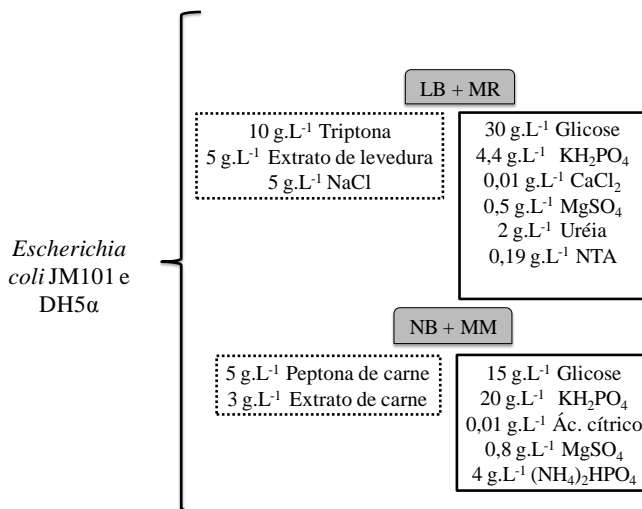 LB + MR
10 g.L⁻¹ Triptona
5 g.L⁻¹ Extrato de levedura
5 g.L⁻¹ NaCl
30 g.L⁻¹ Glicose
4,4 g.L⁻¹ KH₂PO₄
0,01 g.L⁻¹ CaCl₂
0,5 g.L⁻¹ MgSO₄
2 g.L⁻¹ Uréia
0,19 g.L⁻¹ NTA
Escherichia
coli JM101 e
DH5α
NB + MM
5 g.L⁻¹ Peptona de carne
3 g.L⁻¹ Extrato de carne
15 g.L⁻¹ Glicose
20 g.L⁻¹ KH₂PO₄
0,01 g.L⁻¹ Ác. cítrico
0,8 g.L⁻¹ MgSO₄
4 g.L⁻¹ (NH₄)₂HPO₄